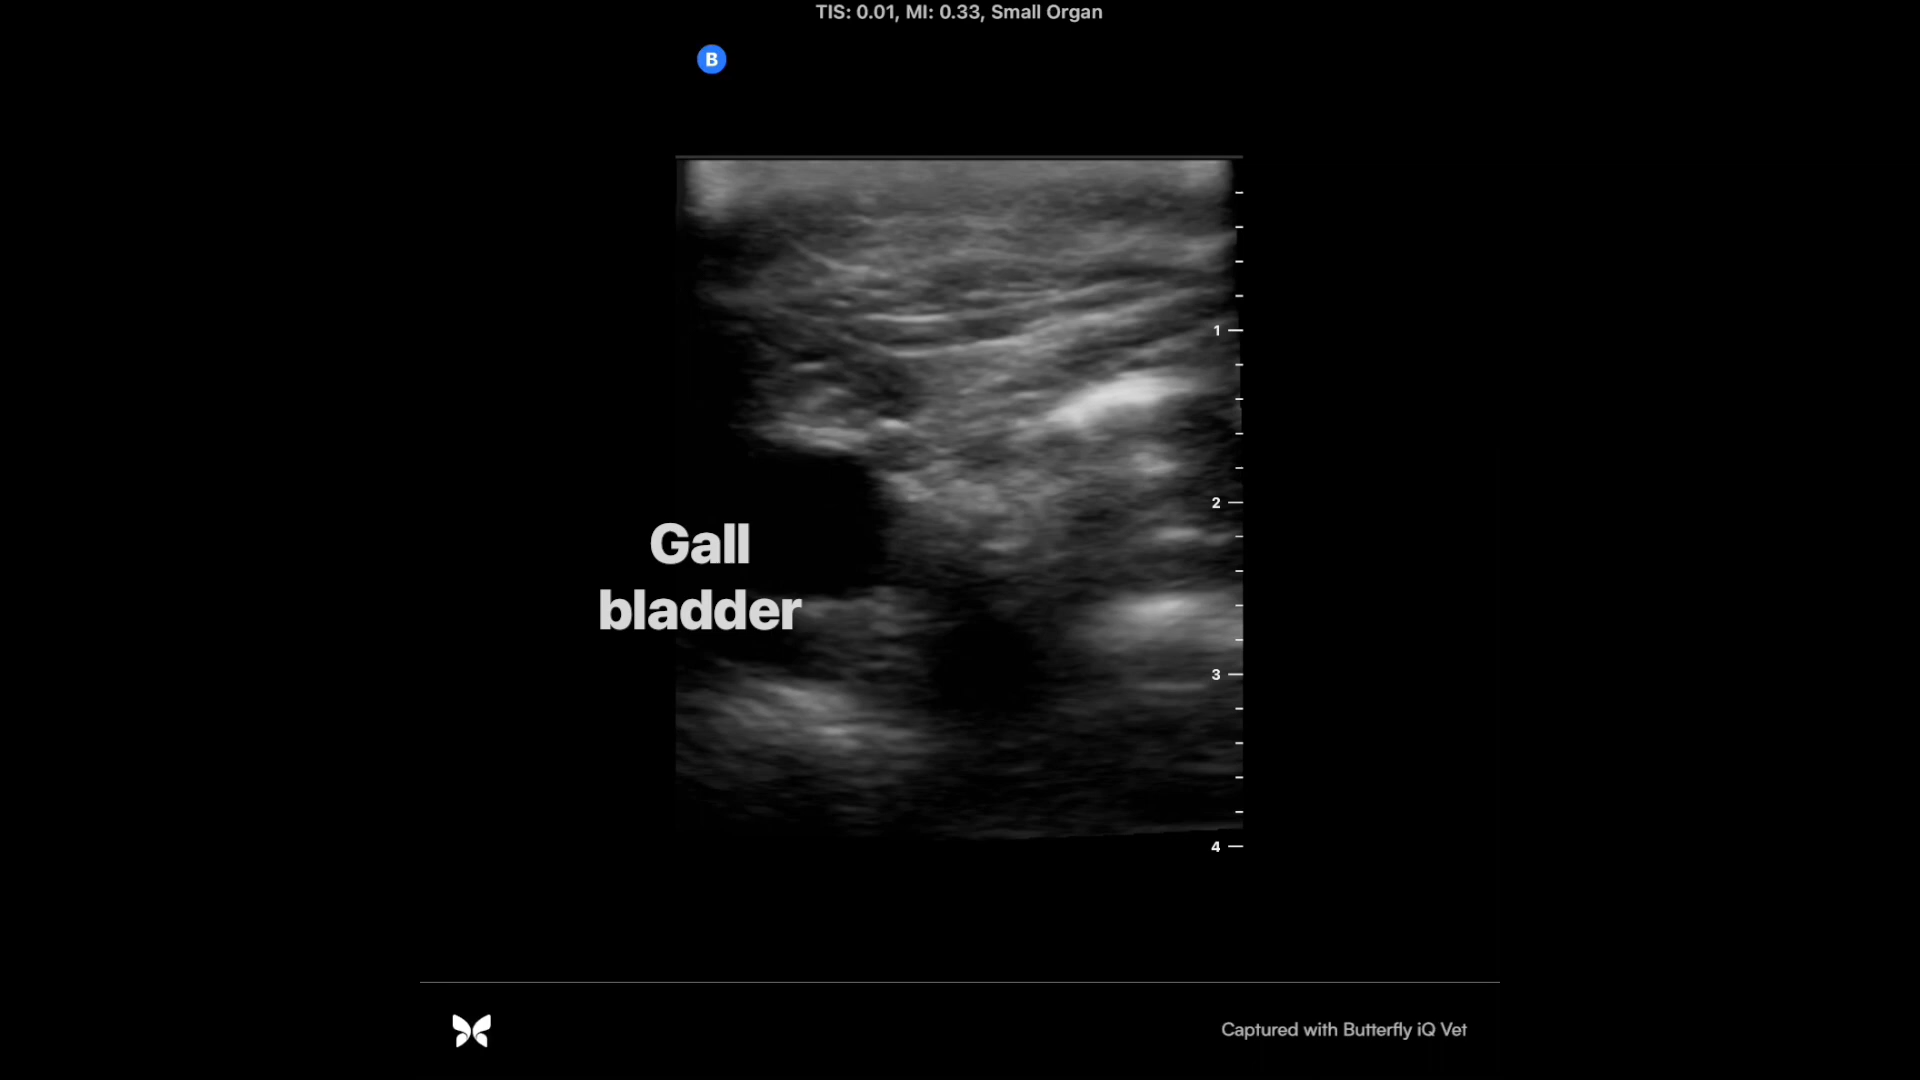 TIS: 0.01, MI: 0.33, Small Organ
B
1
2
Gall
bladder
3
4
Captured with Butterfly iQ Vet